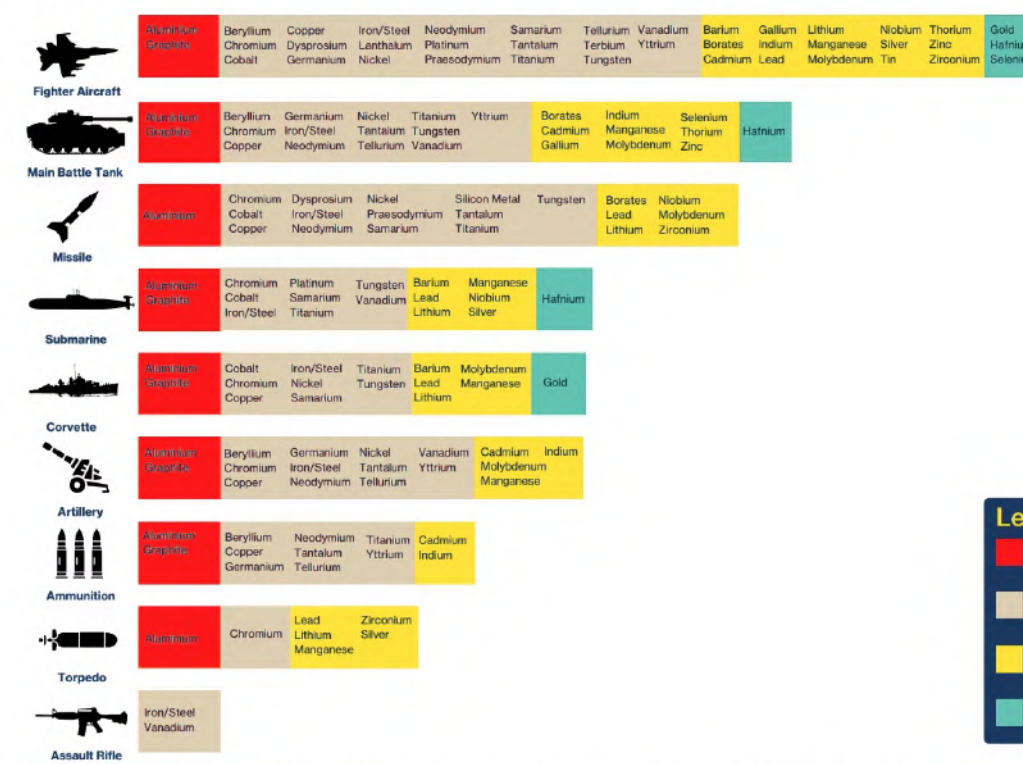 Aluminium Beryllium Copper Iron/Steel Neodymium Samarium Tellurium Vanadium Barium Gallium Lithium Niobium Thorium Gold
Graphite Chromium Dysprosium Lanthalum Platinum Tantalum Terbium Yttrium Borates Indium Manganese Silver Zinc
Cobalt Germanium Nickel Praesodymium Titanium Tungsten Cadmium Lead Molybdenum Tin Zirconium
Fighter Aircraft
Aluminium Beryllium Germanium Nickel Titanium Yttrium Borates Indium Selenium
Graphite Chromium Iron/Steel Tantalum Tungsten Cadmium Manganese Thorium Hafnium
Copper Neodymium Tellurium Vanadium Gallium Molybdenum Zinc
Main Battle Tank
Chromium Dysprosium Nickel Silicon Metal Tungsten Borates Niobium
Aluminium Cobalt Iron/Steel Praesodymium Tantalum Lead Molybdenum
Copper Neodymium Samarium Titanium Lithium Zirconium
Missile
Aluminium Chromium Platinum Tungsten Barium Manganese
Graphite Cobalt Samarium Vanadium Lead Niobium Hafnium
Iron/Steel Titanium Lithium Silver
Submarine
Aluminium Cobalt Iron/Steel Titanium Barium Molybdenum
Graphite Chromium Nickel Tungsten Lead Manganese Gold
Copper Samarium Lithium
Corvette
Aluminium Beryllium Germanium Nickel Vanadium Cadmium Indium
Graphite Chromium Iron/Steel Tantalum Yttrium Molybdenum
Copper Neodymium Tellurium Manganese
Artillery
Aluminium Beryllium Neodymium Titanium Cadmium
Graphite Copper Tantalum Yttrium Indium
Germanium Tellurium
Ammunition
Lead Zirconium
Aluminium Chromium Lithium Silver
Manganese
Torpedo
Iron/Steel
Vanadium
Assault Rifle
Le